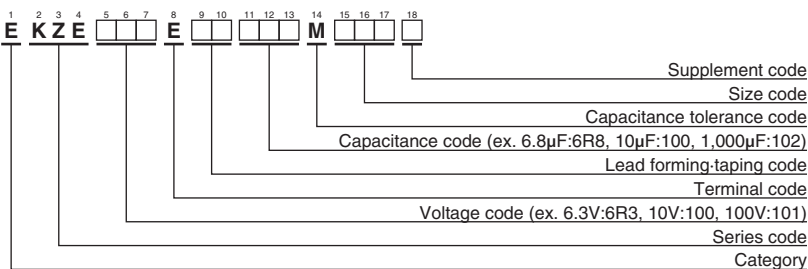 1 2 3 4 5 6 7 8 9 10 11 12 13 14 15 16 17 18
E KZE E M
Supplement code
Size code
Capacitance tolerance code
Capacitance code (ex. 6.8µF:6R8, 10µF:100, 1,000µF:102)
Lead forming·taping code
Terminal code
Voltage code (ex. 6.3V:6R3, 10V:100, 100V:101)
Series code
Category